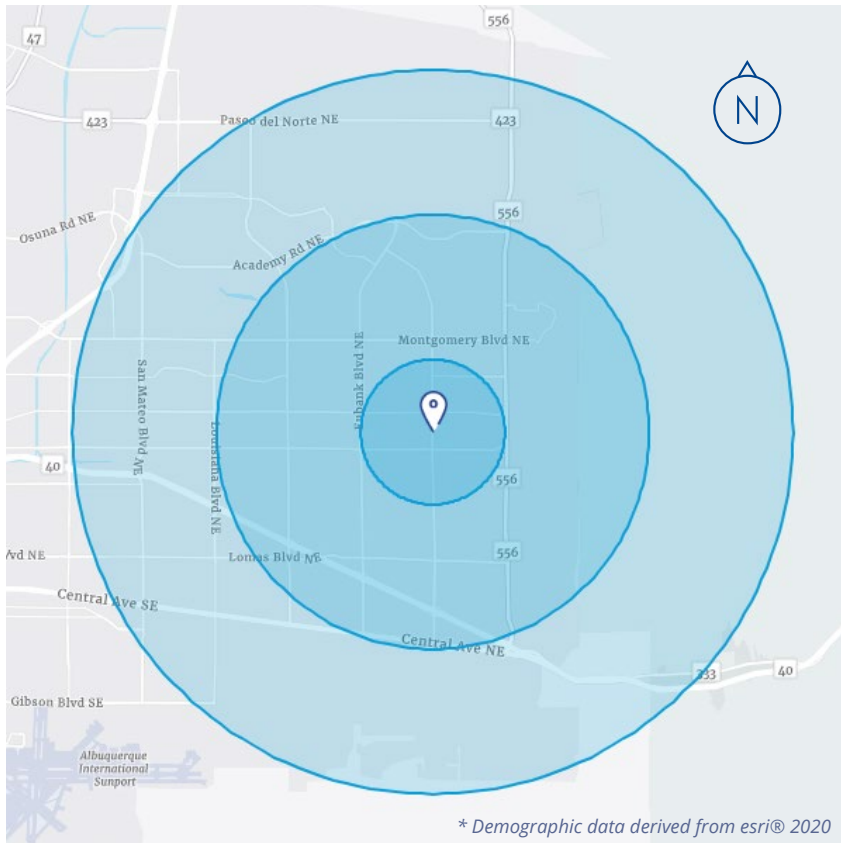 556
47
N
423
Paseo del Norte NE
423
556
Osuna Rd NE
Academy Rd NE
Montgomery Blvd NE
Eubank Blvd NE
San Mateo Blvd NE
Louisiana Blvd NE
40
556
vd NE
Lomas Blvd NE
556
Central Ave SE
Central Ave NE
333
40
Gibson Blvd SE
Albuquerque
International
Sunport
* Demographic data derived from esri® 2020